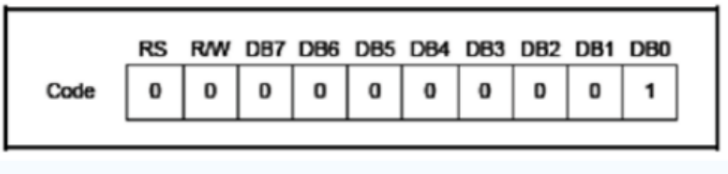 RS R/W DB7 DB6 DB5 DB4 DB3 DB2 DB1 DB0
Code 0 0 0 0 0 0 0 0 0 1